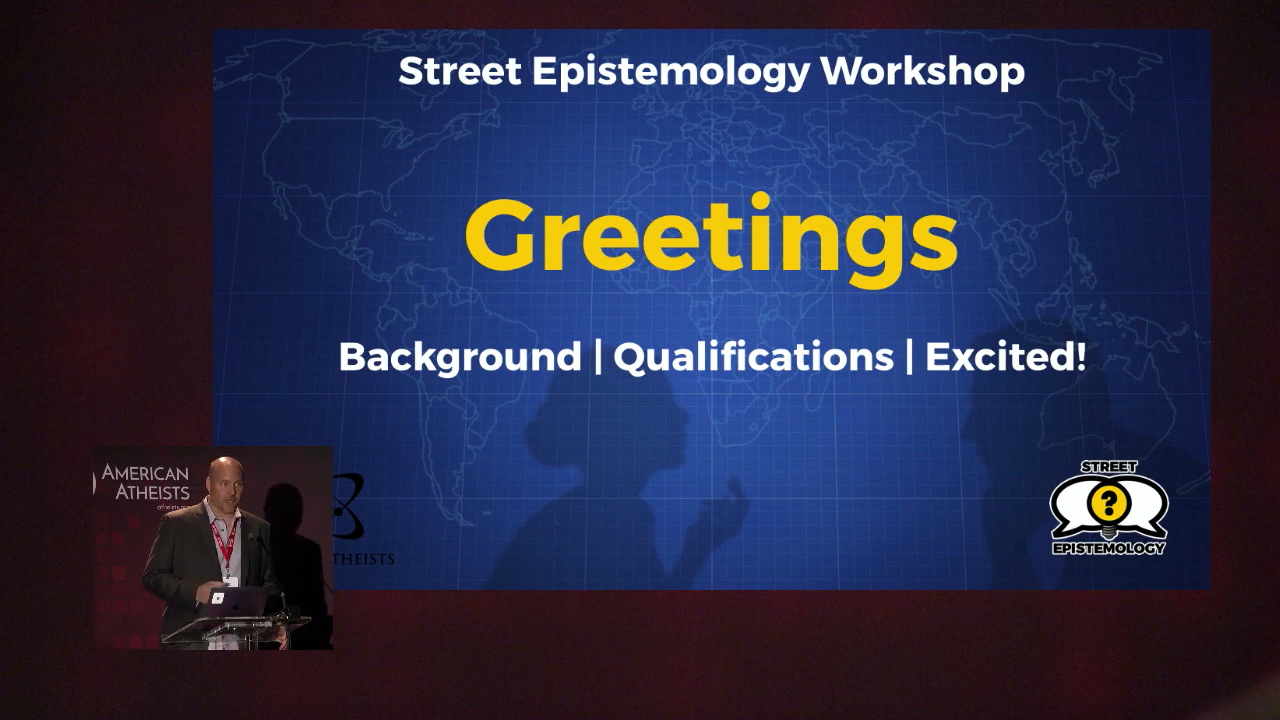 Street Epistemology Workshop
Greetings
Background | Qualifications | Excited!
AMERICAN
ATHEISTS
THEISTS
STREET
?
EPISTEMOLOGY